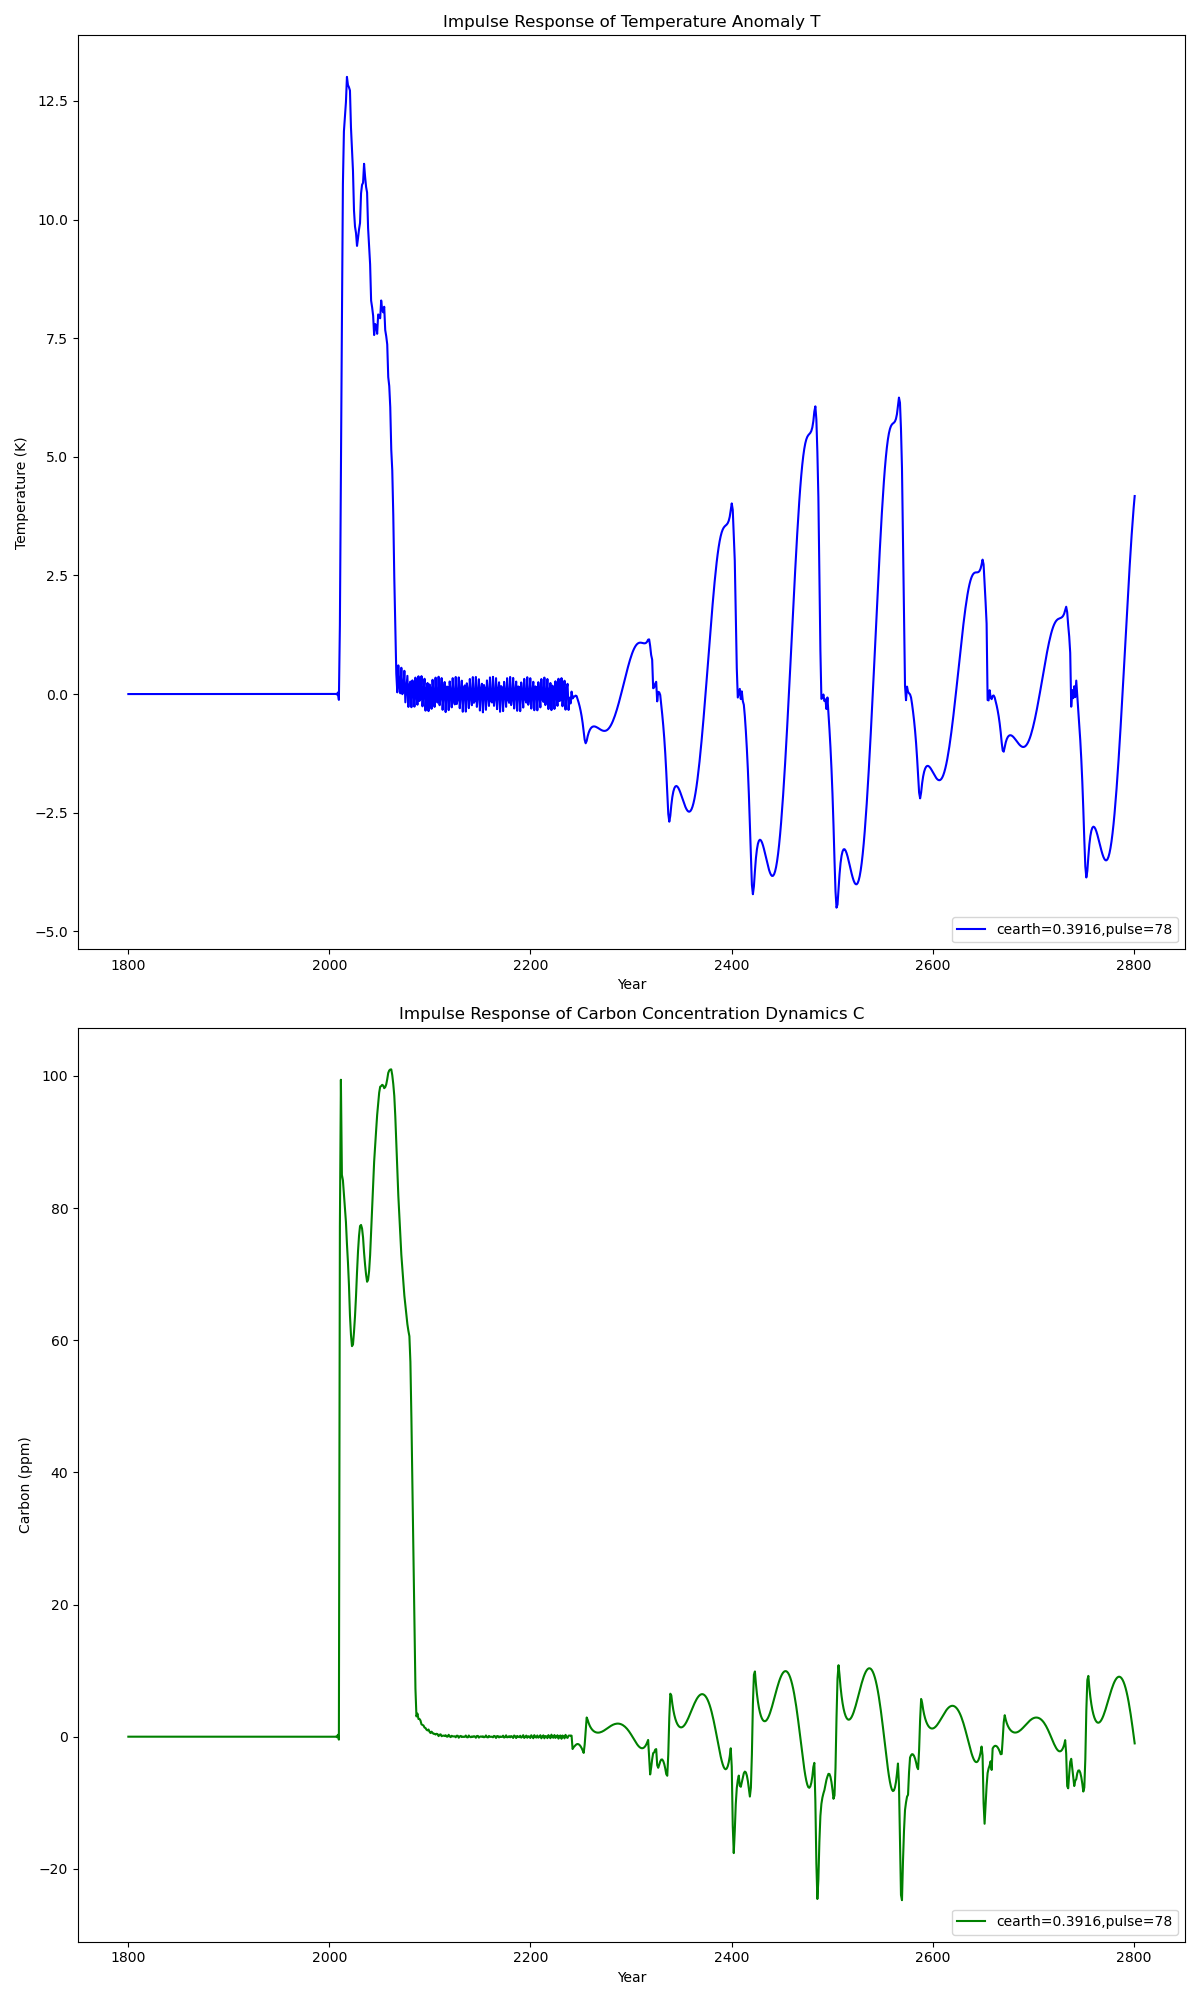 Impulse Response of Temperature Anomaly T
12.5
10.0
7.5
5.0
2.5
0.0
−2.5
−5.0
Temperature (K)
cearth=0.3916,pulse=78
1800 2000 2200 2400 2600 2800
Year
Impulse Response of Carbon Concentration Dynamics C
100
80
60
40
20
0
−20
Carbon (ppm)
cearth=0.3916,pulse=78
1800 2000 2200 2400 2600 2800
Year